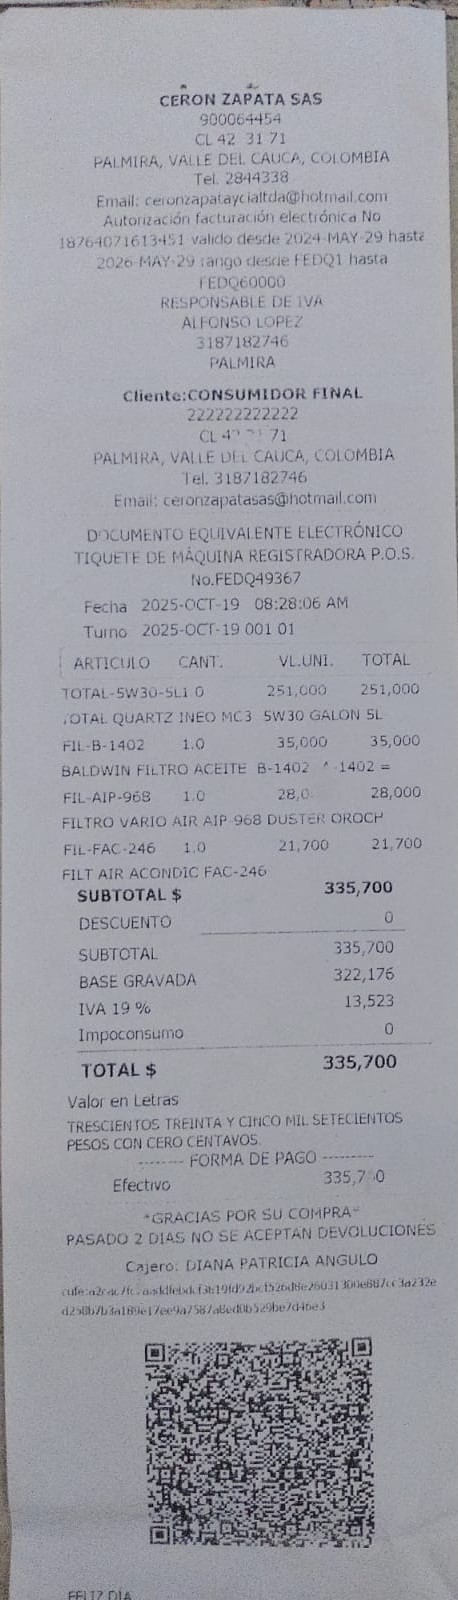 CERON ZAPATA SAS
900064454
CL 42 31 71
PALMIRA, VALLE DEL CAUCA, COLOMBIA
Tel. 2844338
Email: ceronzapataycialtda@hotmail.com
Autorización facturación electrónica No
18764071613451 valido desde 2024-MAY-29 hasta
2026-MAY-29 rango desde FEDQ1 hasta
FEDQ60000
RESPONSABLE DE IVA
ALFONSO LOPEZ
3187182746
PALMIRA
Cliente:CONSUMIDOR FINAL
222222222222
CL 71
PALMIRA, VALLE DEL CAUCA, COLOMBIA
Tel. 3187182746
Email: ceronzapatasas@hotmail.com
DOCUMENTO EQUIVALENTE ELECTRÓNICO
TIQUETE DE MÁQUINA REGISTRADORA P.O.S.
No.FEDQ49367
Fecha 2025-OCT-19 08:28:06 AM
Turno 2025-OCT-19 001 01
ARTICULO CANT. VL.UNI. TOTAL
TOTAL-5W30-5L1.0 251,000 251,000
TOTAL QUARTZ INEO MC3 5W30 GALON 5L
FIL-B-1402 1.0 35,000 35,000
BALDWIN FILTRO ACEITE B-1402 -1402 =
FIL-AIP-968 1.0 28,000
FILTRO VARIO AIR AIP-968 DUSTER OROCH
FIL-FAC-246 1.0 21,700 21,700
FILT AIR ACONDIC FAC-246
SUBTOTAL $ 335,700
DESCUENTO 0
SUBTOTAL 335,700
BASE GRAVADA 322,176
IVA 19 % 13,523
Impoconsumo 0
TOTAL $ 335,700
Valor en Letras
TRESCIENTOS TREINTA Y CINCO MIL SETECIENTOS
PESOS CON CERO CENTAVOS.
-------- FORMA DE PAGO ---------
Efectivo
*GRACIAS POR SU COMPRA*
PASADO 2 DIAS NO SE ACEPTAN DEVOLUCIONES
Cajero: DIANA PATRICIA ANGULO
FELIZ DIA